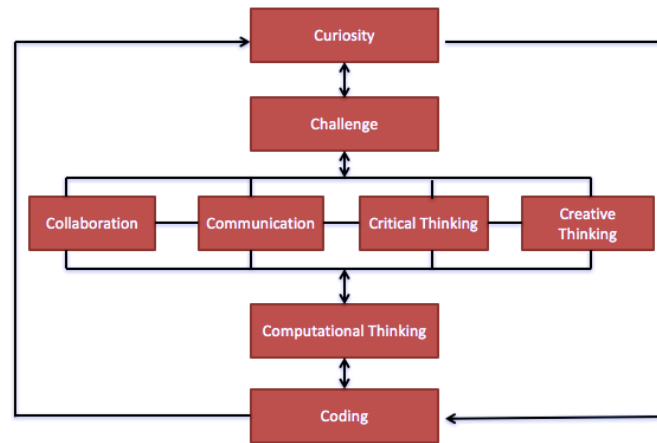 Curiosity
Challenge
Collaboration
Communication
Critical Thinking
Creative
Thinking
Computational Thinking
Coding